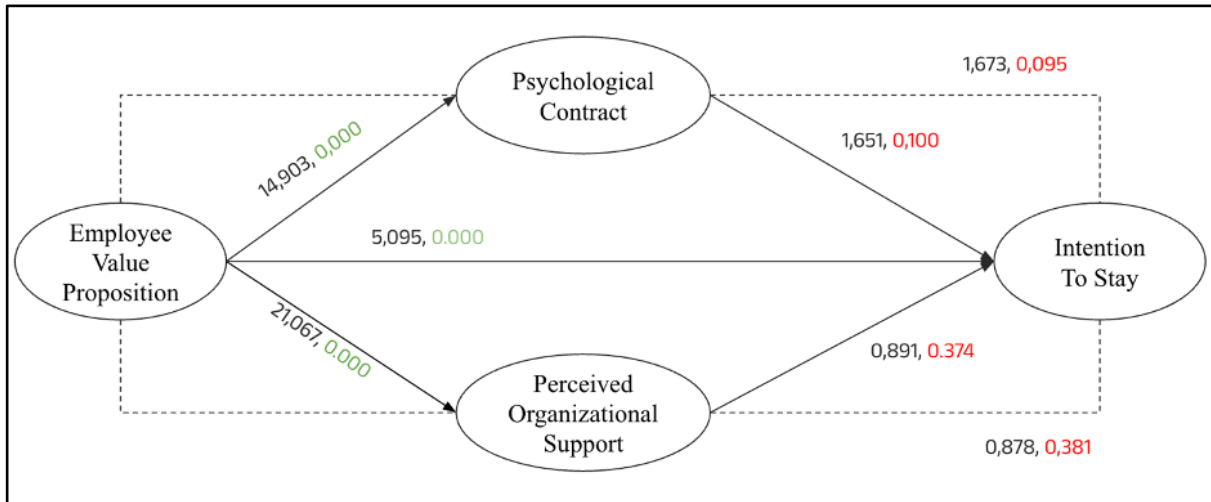 Psychological
Contract
1,673, 0,095
14,903, 0,000
1,651, 0,100
Employee
Value
Proposition
5,095, 0.000
Intention
To Stay
21,067, 0.000
0,891, 0.374
Perceived
Organizational
Support
0,878, 0,381